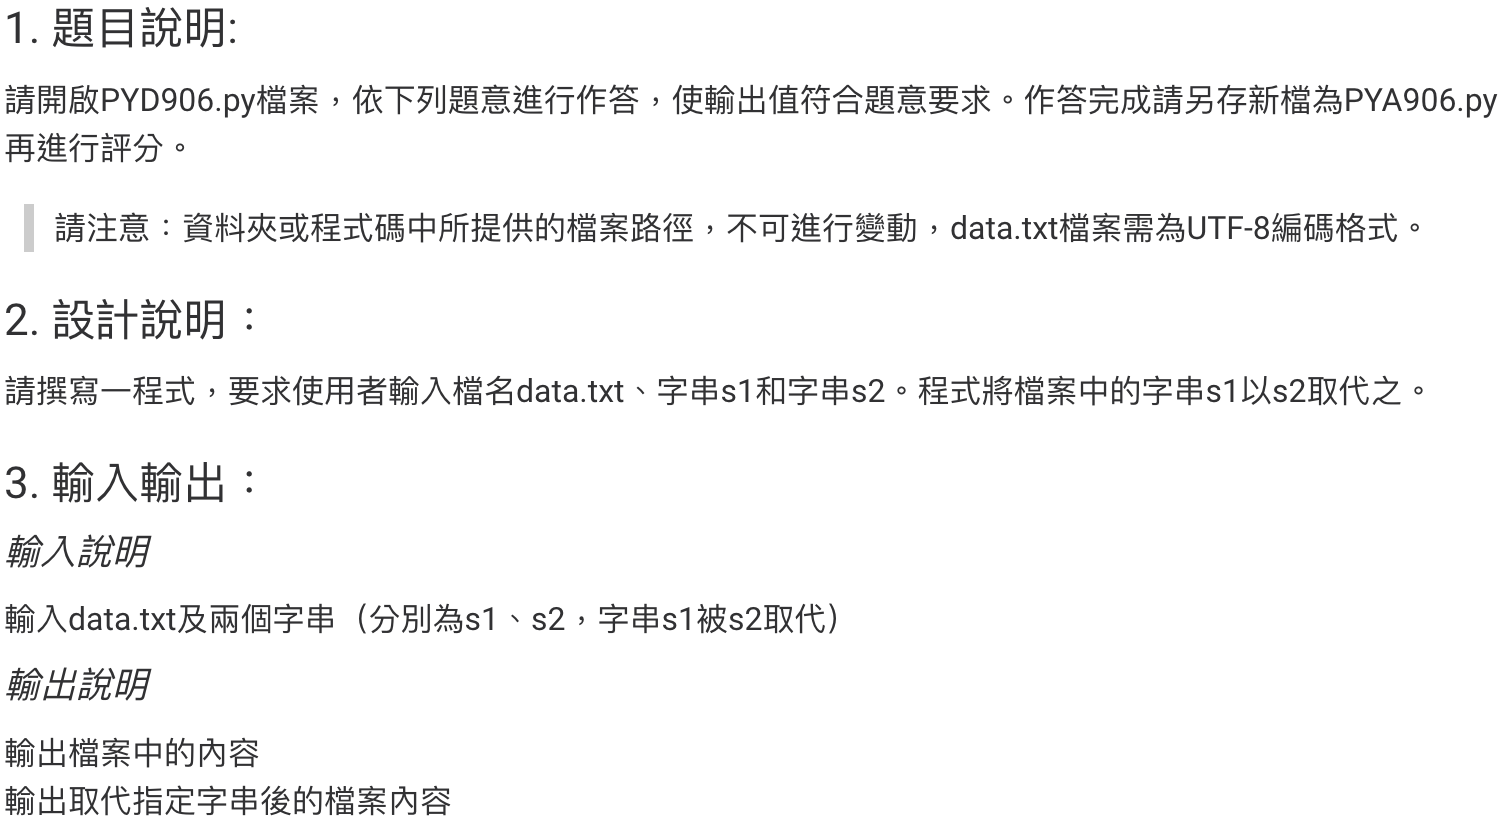 1. 題目說明:
請開啟PYD906.py檔案，依下列題意進行作答，使輸出值符合題意要求。作答完成請另存新檔為PYA906.py
再進行評分。
請注意：資料夾或程式碼中所提供的檔案路徑，不可進行變動，data.txt檔案需為UTF-8編碼格式。
2. 設計說明：
請撰寫一程式，要求使用者輸入檔名data.txt、字串s1和字串s2。程式將檔案中的字串s1以s2取代之。
3. 輸入輸出：
輸入說明
輸入data.txt及兩個字串（分別為s1、s2，字串s1被s2取代）
輸出說明
輸出檔案中的內容
輸出取代指定字串後的檔案內容